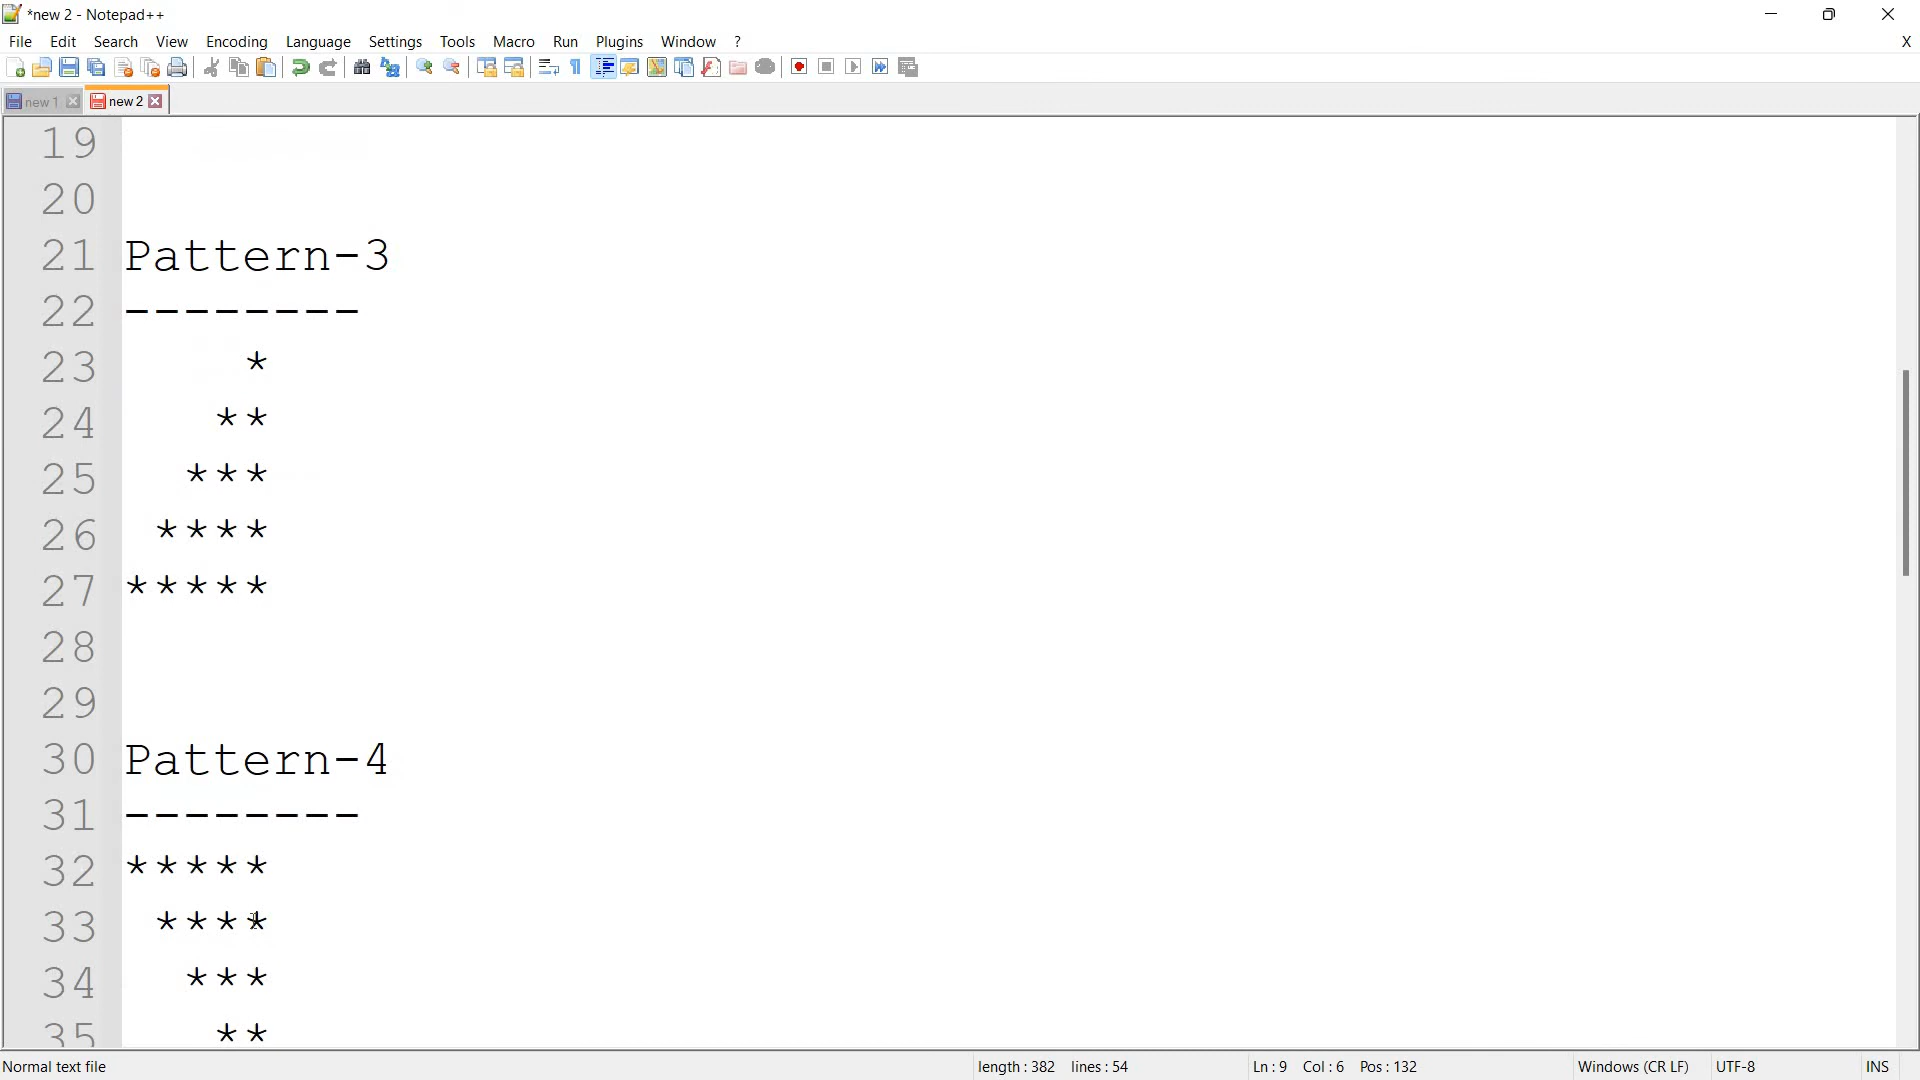 *new 2 - Notepad++
File Edit Search View Encoding Language Settings Tools Macro Run Plugins Window ? X
new 1 new 2
19
20
21 Pattern-3
22 --------
23     *
24    **
25   ***
26  ****
27 *****
28
29
30 Pattern-4
31 --------
32 *****
33  ****
34   ***
35    **
Normal text file length : 382 lines : 54 Ln : 9 Col : 6 Pos : 132 Windows (CR LF) UTF-8 INS